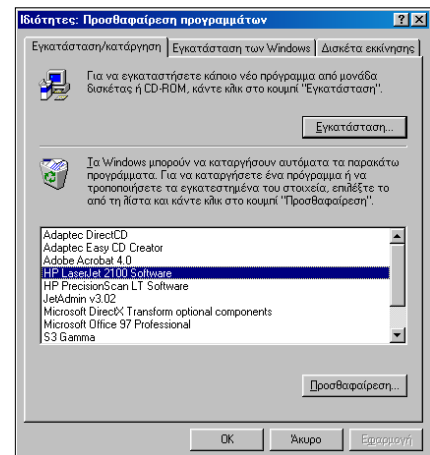 Ιδιότητες: Προσθαφαίρεση προγραμμάτων
Εγκατάσταση/κατάργηση Εγκατάσταση των Windows Δισκέτα εκκίνησης
Για να εγκαταστήσετε κάποιο νέο πρόγραμμα από μονάδα
δισκέτας ή CD-ROM, κάντε κλικ στο κουμπί "Εγκατάσταση".
Εγκατάσταση...
Τα Windows μπορούν να καταργήσουν αυτόματα τα παρακάτω
προγράμματα. Για να καταργήσετε ένα πρόγραμμα ή να
τροποποιήσετε τα εγκατεστημένα του στοιχεία, επιλέξτε το
από τη λίστα και κάντε κλικ στο κουμπί "Προσθαφαίρεση".
Adaptec DirectCD
Adaptec Easy CD Creator
Adobe Acrobat 4.0
HP LaserJet 2100 Software
HP PrecisionScan LT Software
JetAdmin v3.02
Microsoft DirectX Transform optional components
Microsoft Office 97 Professional
S3 Gamma
Προσθαφαίρεση...
OK Άκυρο Εφαρμογή